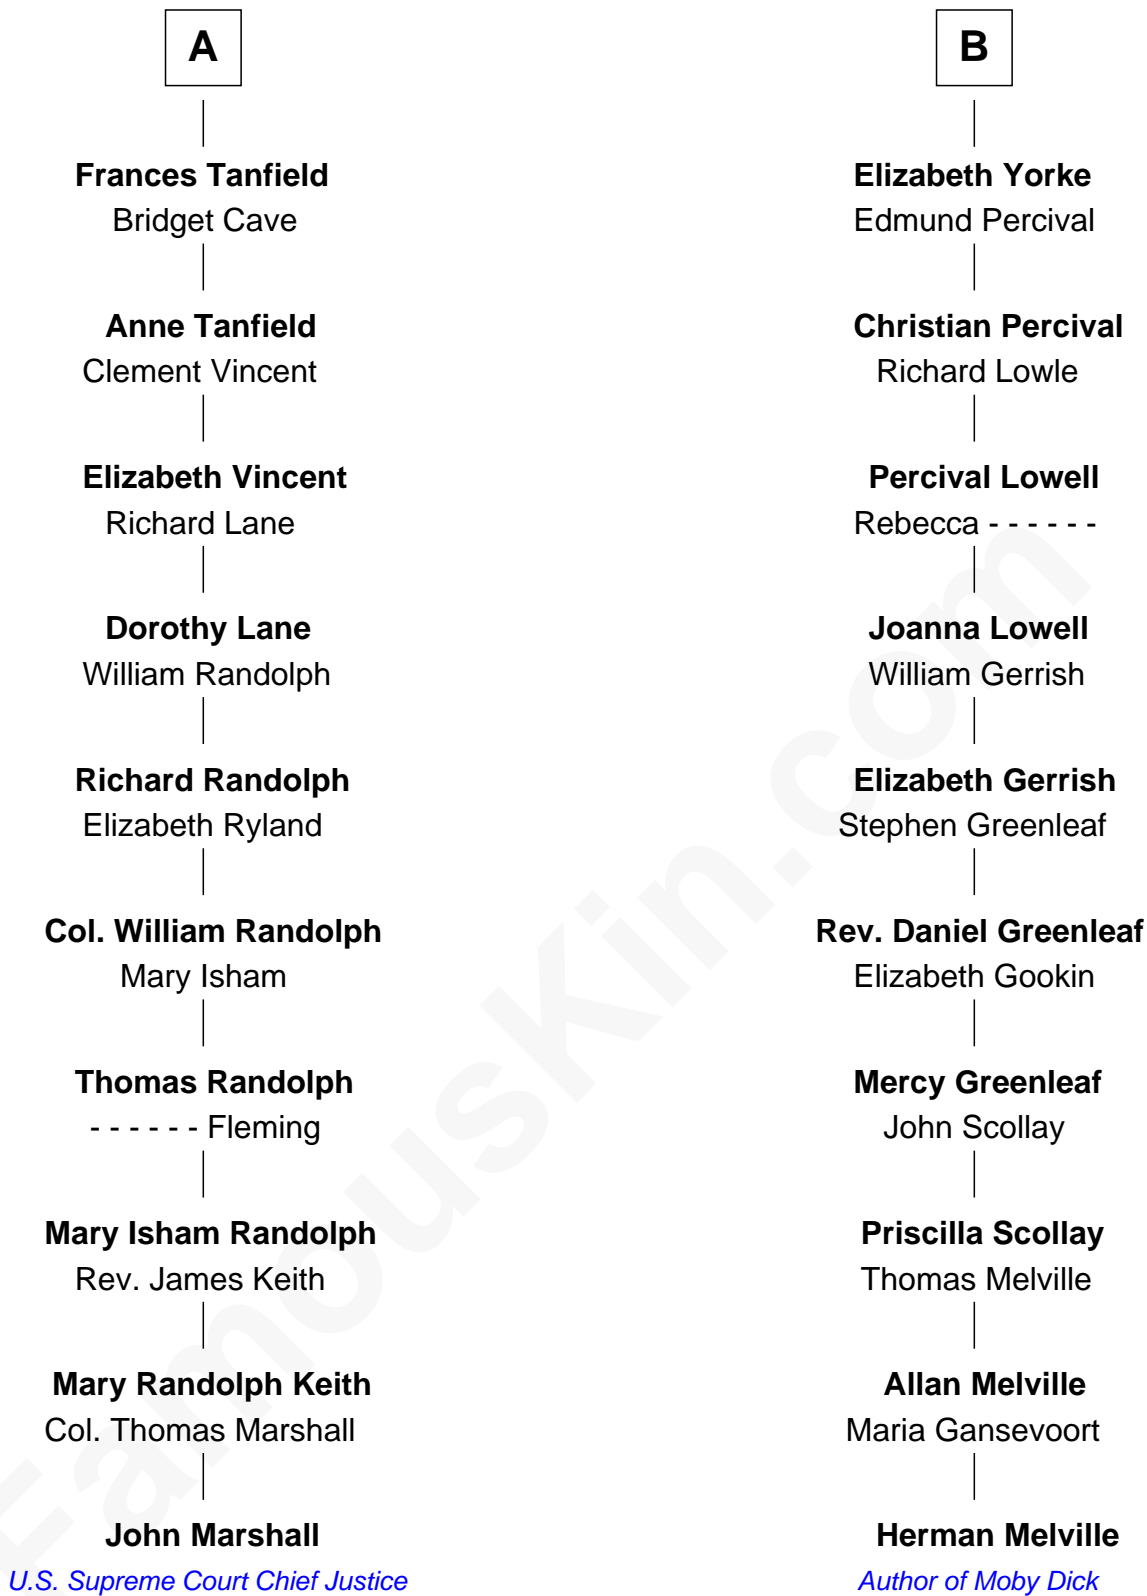 A
Frances Tanfield
Bridget Cave
Anne Tanfield
Clement Vincent
Elizabeth Vincent
Richard Lane
Dorothy Lane
William Randolph
Richard Randolph
Elizabeth Ryland
Col. William Randolph
Mary Isham
Thomas Randolph
- - - - - - Fleming
Mary Isham Randolph
Rev. James Keith
Mary Randolph Keith
Col. Thomas Marshall
John Marshall
U.S. Supreme Court Chief Justice
B
Elizabeth Yorke
Edmund Percival
Christian Percival
Richard Lowle
Percival Lowell
Rebecca - - - - - -
Joanna Lowell
William Gerrish
Elizabeth Gerrish
Stephen Greenleaf
Rev. Daniel Greenleaf
Elizabeth Gookin
Mercy Greenleaf
John Scollay
Priscilla Scollay
Thomas Melville
Allan Melville
Maria Gansevoort
Herman Melville
Author of Moby Dick
FamousKin.com